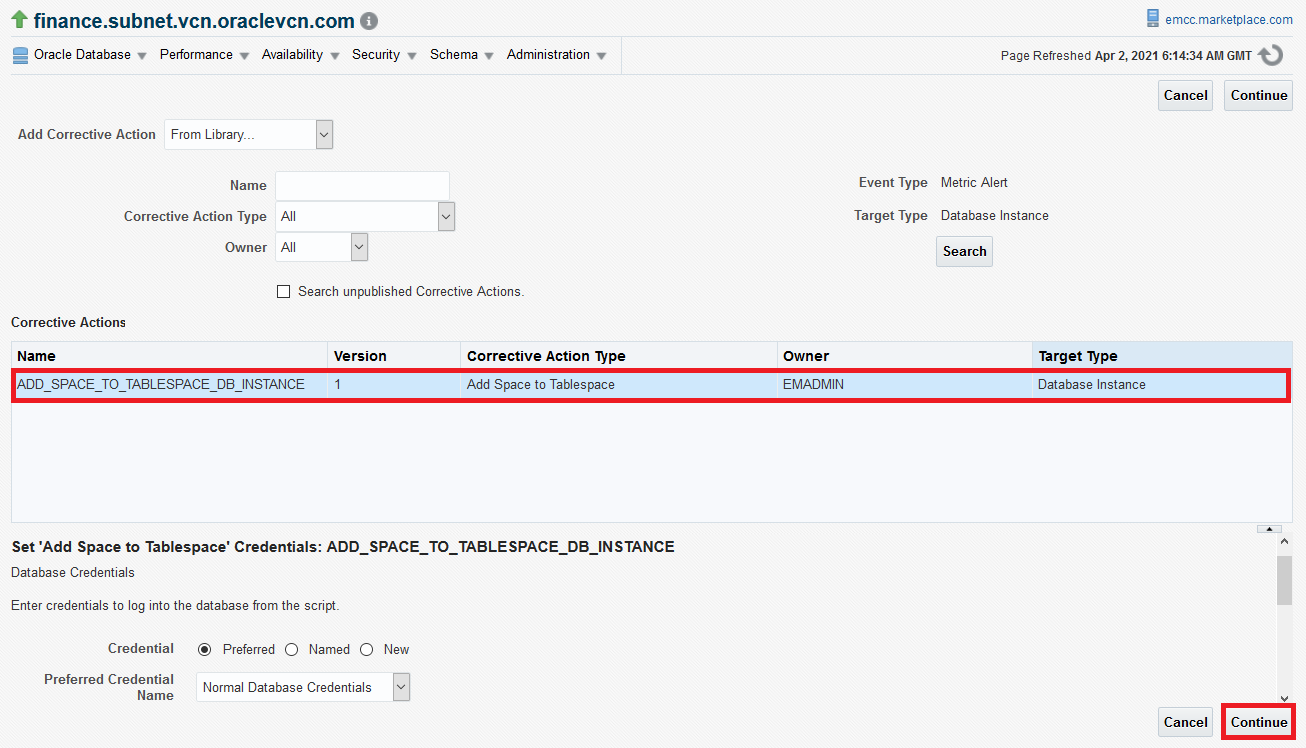 finance.subnet.vcn.oraclevcn.com
emcc.marketplace.com
Oracle Database Performance Availability Security Schema Administration
Page Refreshed Apr 2, 2021 6:14:34 AM GMT
Cancel Continue
Add Corrective Action From Library...
Name
Event Type Metric Alert
Corrective Action Type All
Target Type Database Instance
Owner All
Search
Search unpublished Corrective Actions.
Corrective Actions
Name Version Corrective Action Type Owner Target Type
ADD_SPACE_TO_TABLESPACE_DB_INSTANCE 1 Add Space to Tablespace EMADMIN Database Instance
Set 'Add Space to Tablespace' Credentials: ADD_SPACE_TO_TABLESPACE_DB_INSTANCE
Database Credentials
Enter credentials to log into the database from the script.
Credential Preferred Named New
Preferred Credential
Name
Normal Database Credentials
Cancel Continue